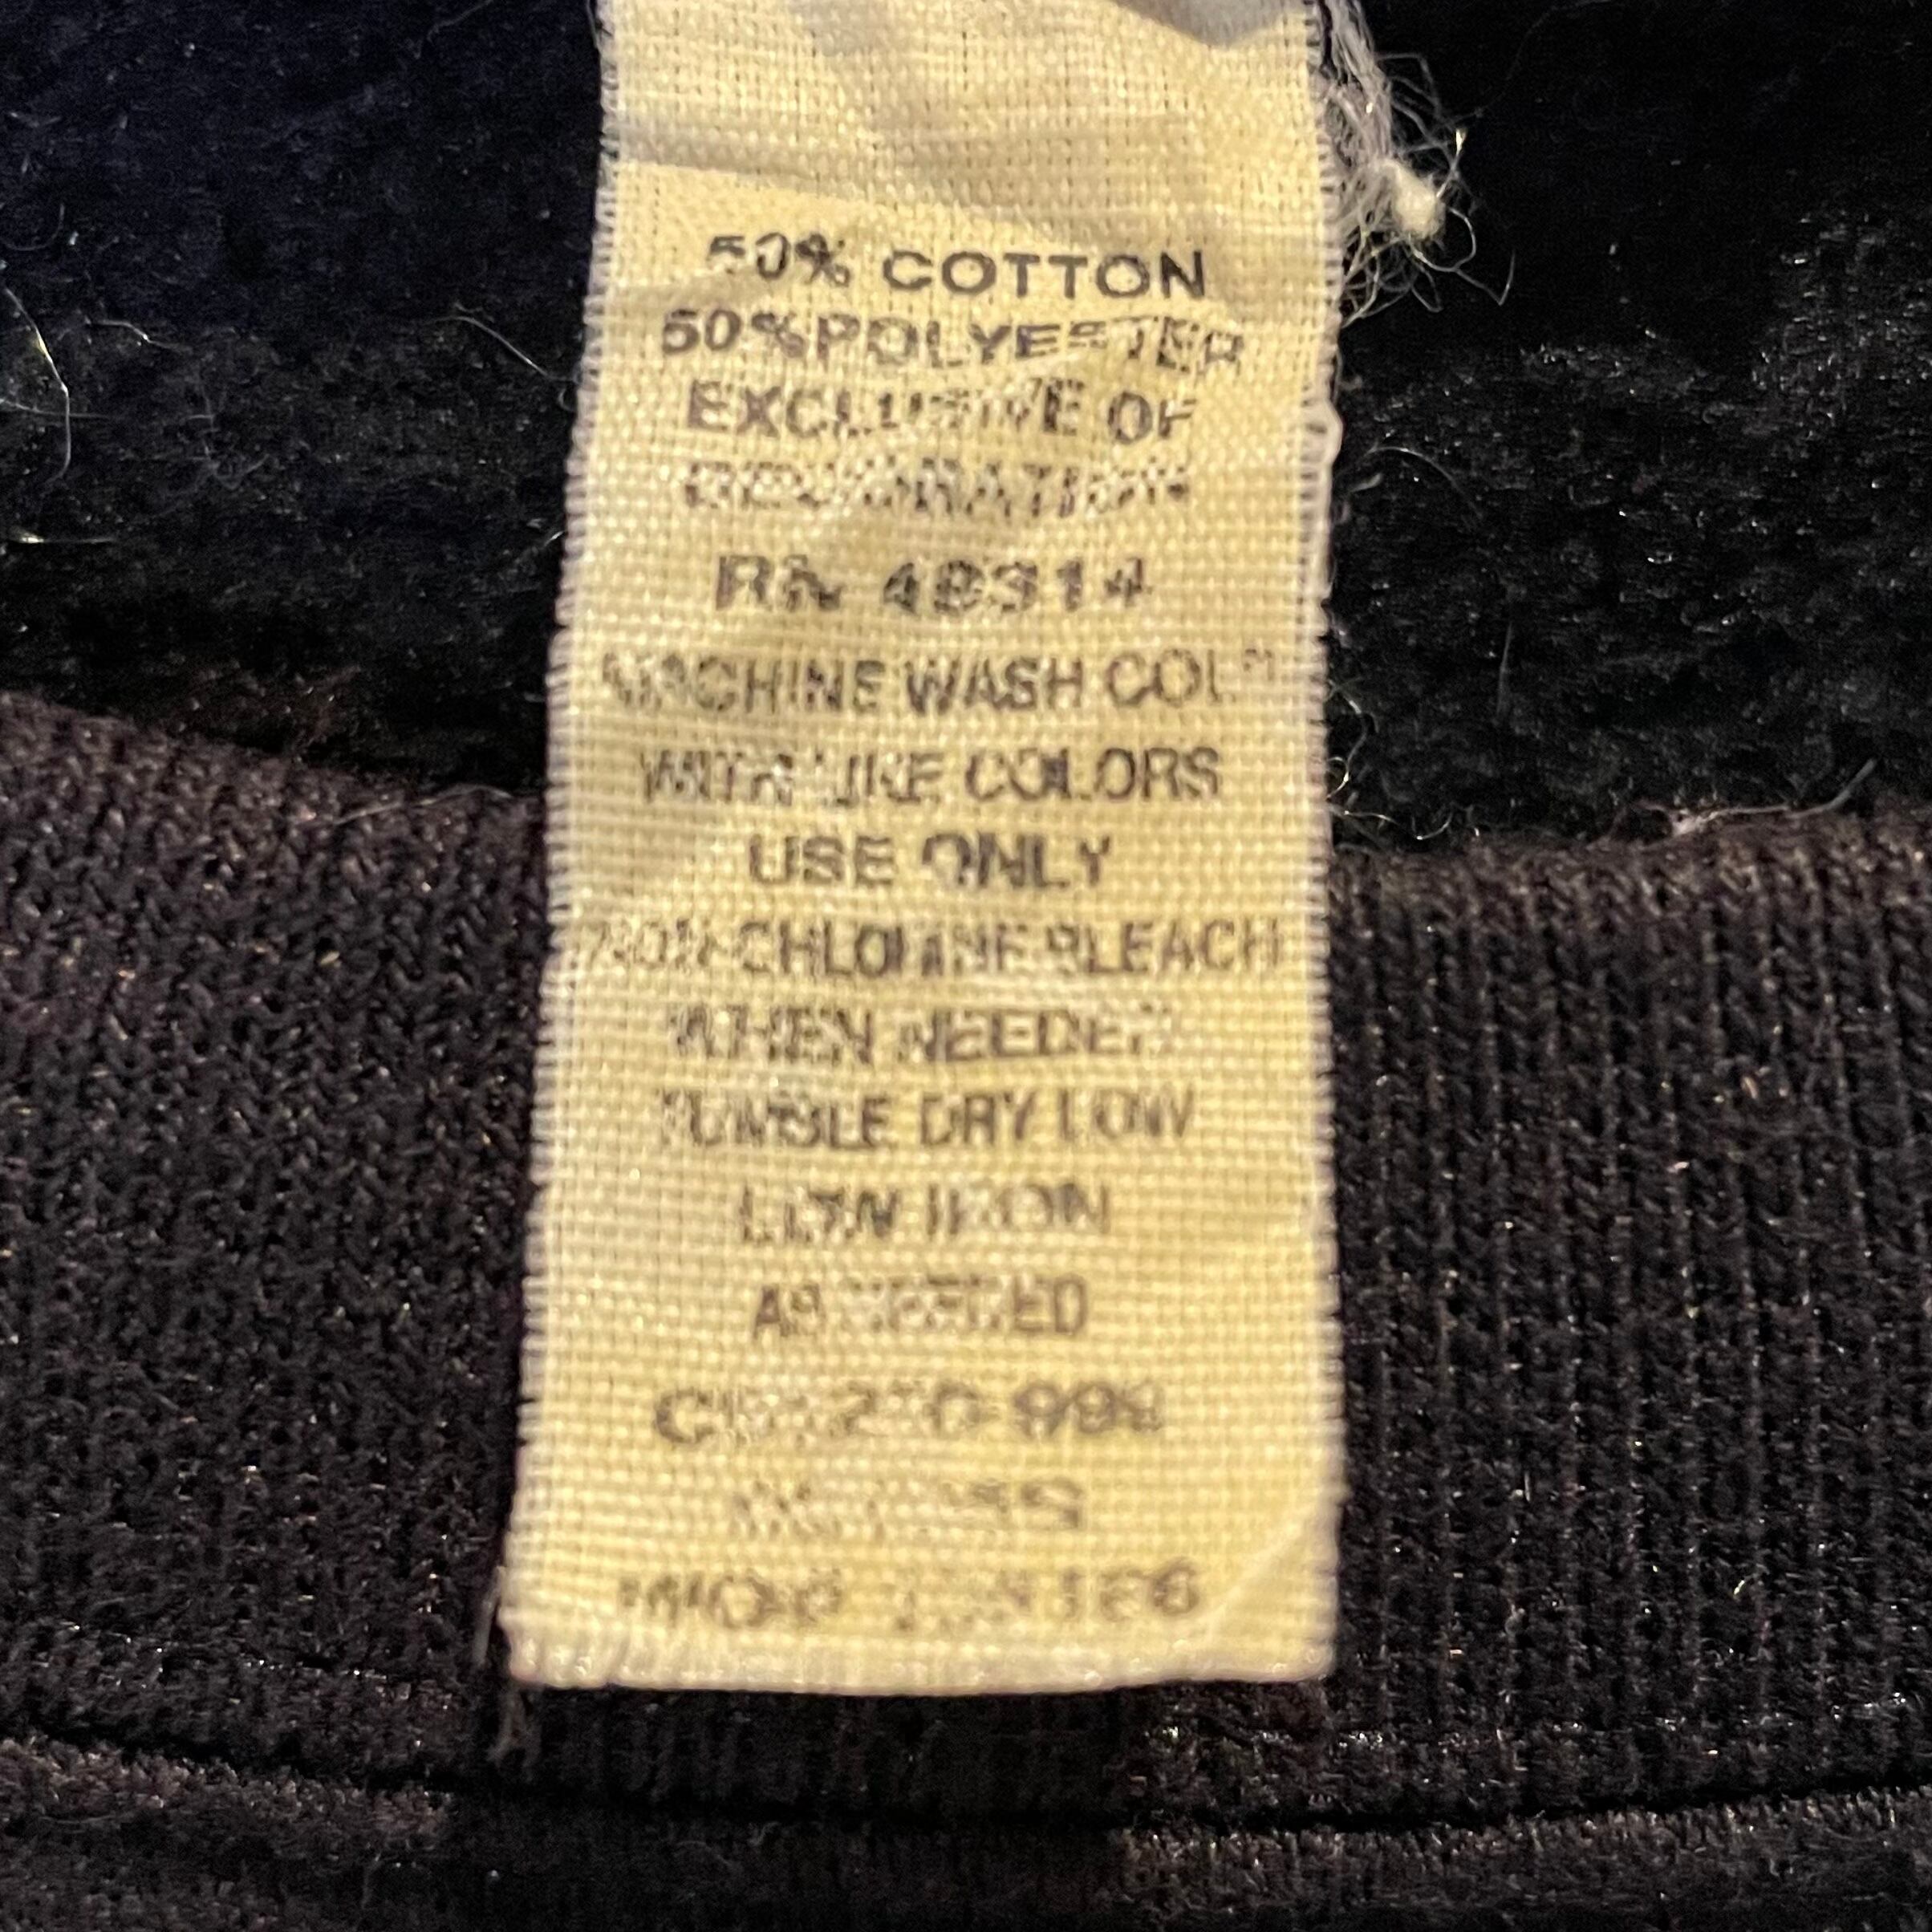 50% COTTON
50% POLYESTER
EXCLUSIVE OF
DECORATION
RN 48314
MACHINE WASH COLD
WITH LIKE COLORS
USE ONLY
NON-CHLORINE BLEACH
WHEN NEEDED
TUMBLE DRY LOW
LOW IRON
AS NEEDED